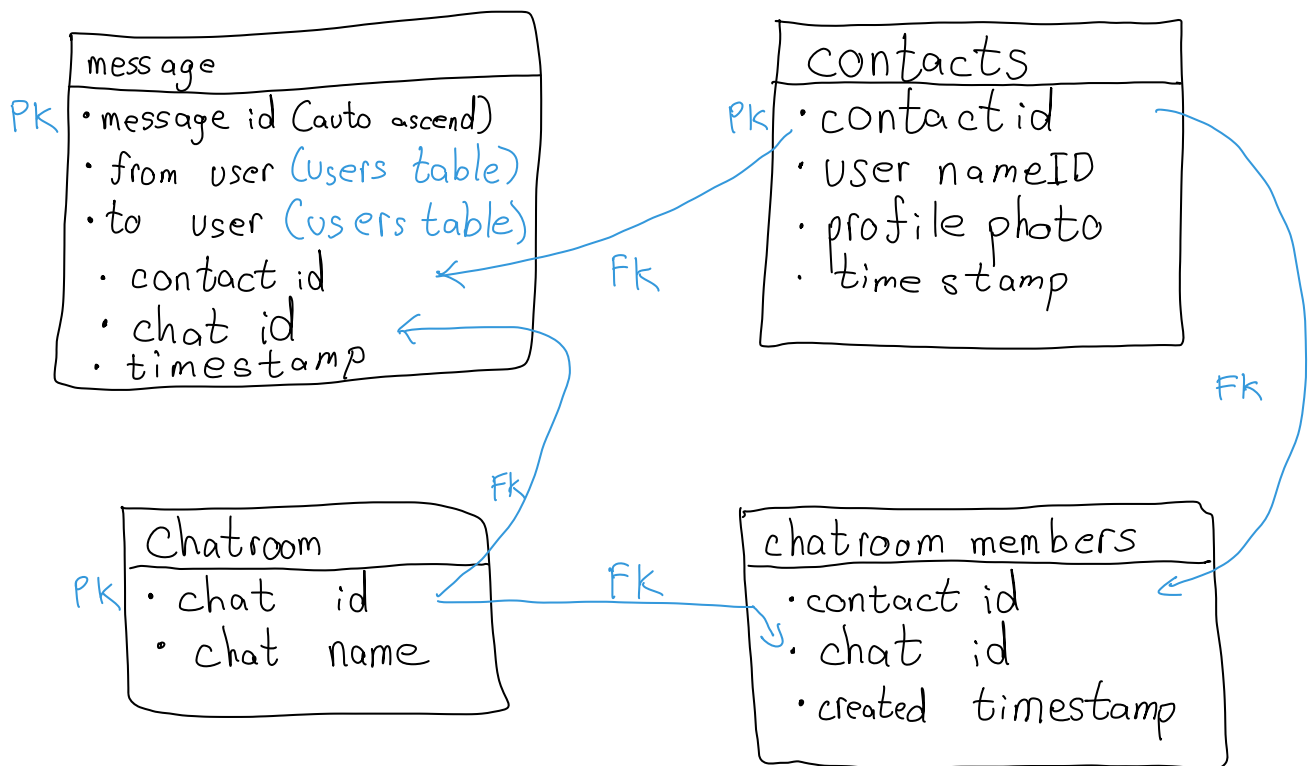 message
PK
• message id (auto ascend)
• from user (users table)
• to user (users table)
• contact id
• chat id
• timestamp
contacts
PK
• contact id
• user nameID
• profile photo
• time stamp
FK
FK
FK
FK
Chatroom
PK
• chat id
• chat name
chatroom members
• contact id
• chat id
• created timestamp